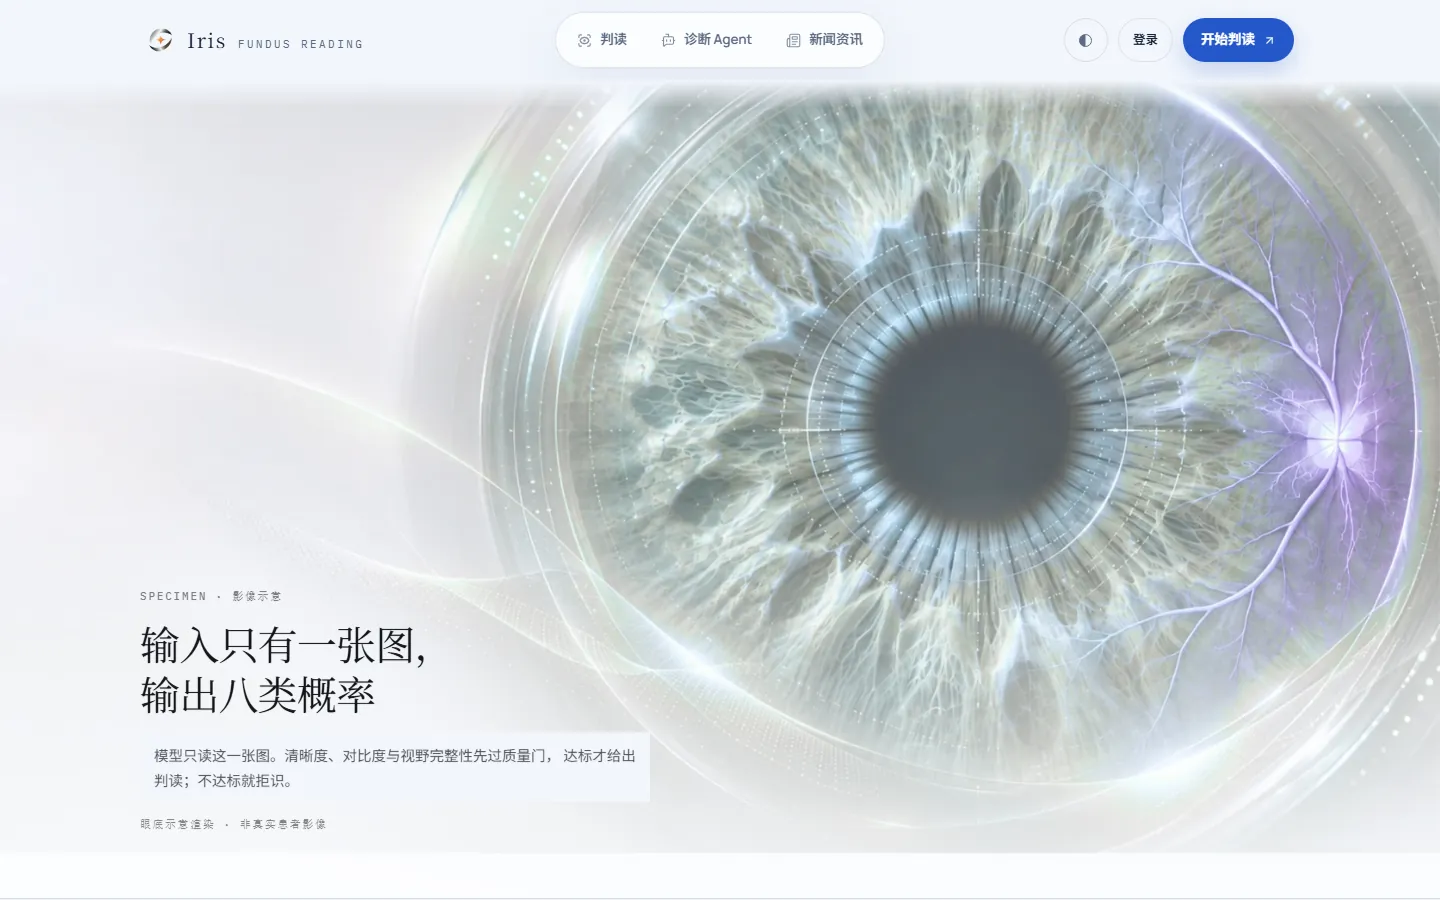 Iris FUNDUS READING
判读
诊断 Agent
新闻资讯
登录
开始判读
SPECIMEN · 影像示意
输入只有一张图，
输出八类概率
模型只读这一张图。清晰度、对比度与视野完整性先过质量门， 达标才给出
判读；不达标就拒识。
眼底示意渲染 · 非真实患者影像